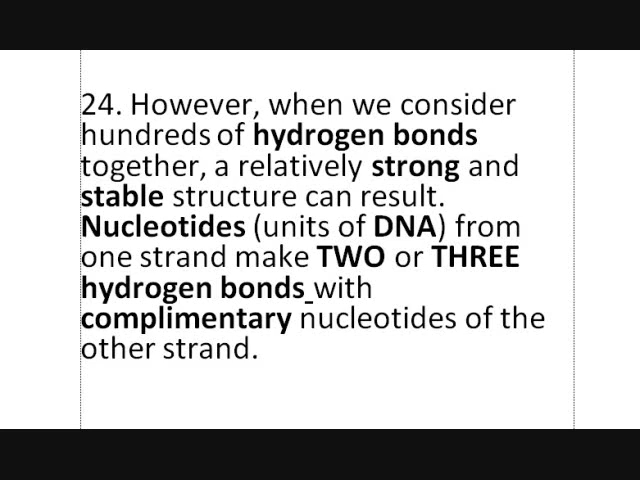 24. However, when we consider
hundreds of hydrogen bonds
together, a relatively strong and
stable structure can result.
Nucleotides (units of DNA) from
one strand make TWO or THREE
hydrogen bonds with
complimentary nucleotides of the
other strand.